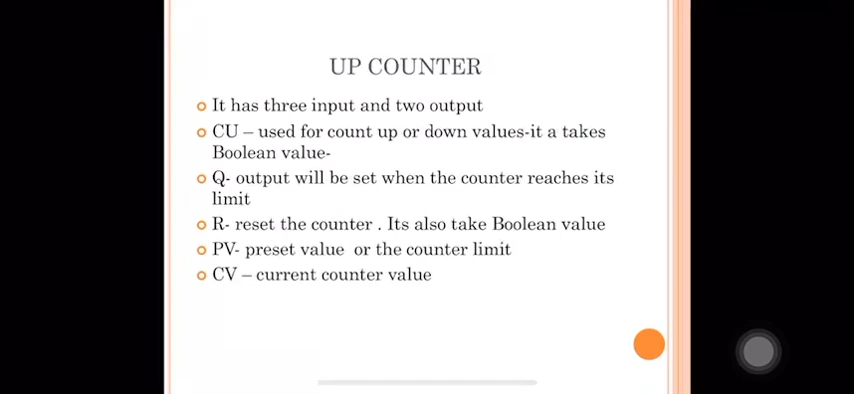 UP COUNTER
It has three input and two output
CU – used for count up or down values-it a takes
Boolean value-
Q- output will be set when the counter reaches its
limit
R- reset the counter . Its also take Boolean value
PV- preset value or the counter limit
CV – current counter value